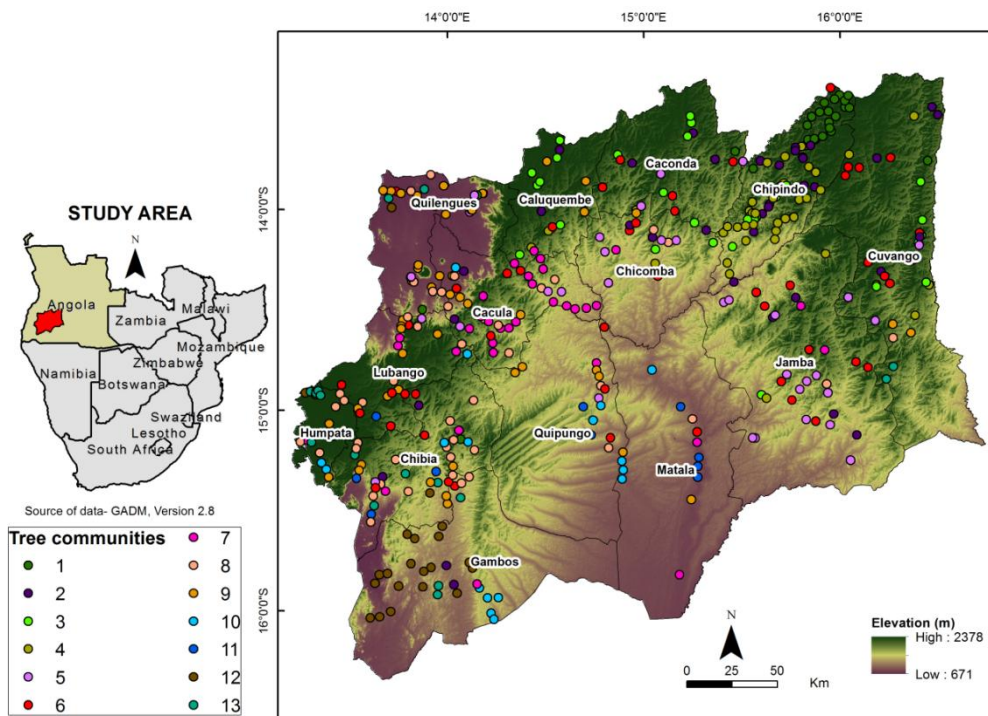 14°0'0"E
15°0'0"E
16°0'0"E
14°0'0"S
15°0'0"S
16°0'0"S
STUDY AREA
N
Angola
Zambia
Malawi
Mozambique
Zimbabwe
Namibia
Botswana
Swaziland
Lesotho
South Africa
Source of data- GADM, Version 2.8
Tree communities
1
2
3
4
5
6
7
8
9
10
11
12
13
Quilengues
Caluquembe
Caconda
Chipindo
Chicomba
Cuvango
Cacula
Lubango
Jamba
Humpata
Chibia
Quipungo
Matala
Gambos
N
0 25 50
Km
Elevation (m)
High : 2378
Low : 671